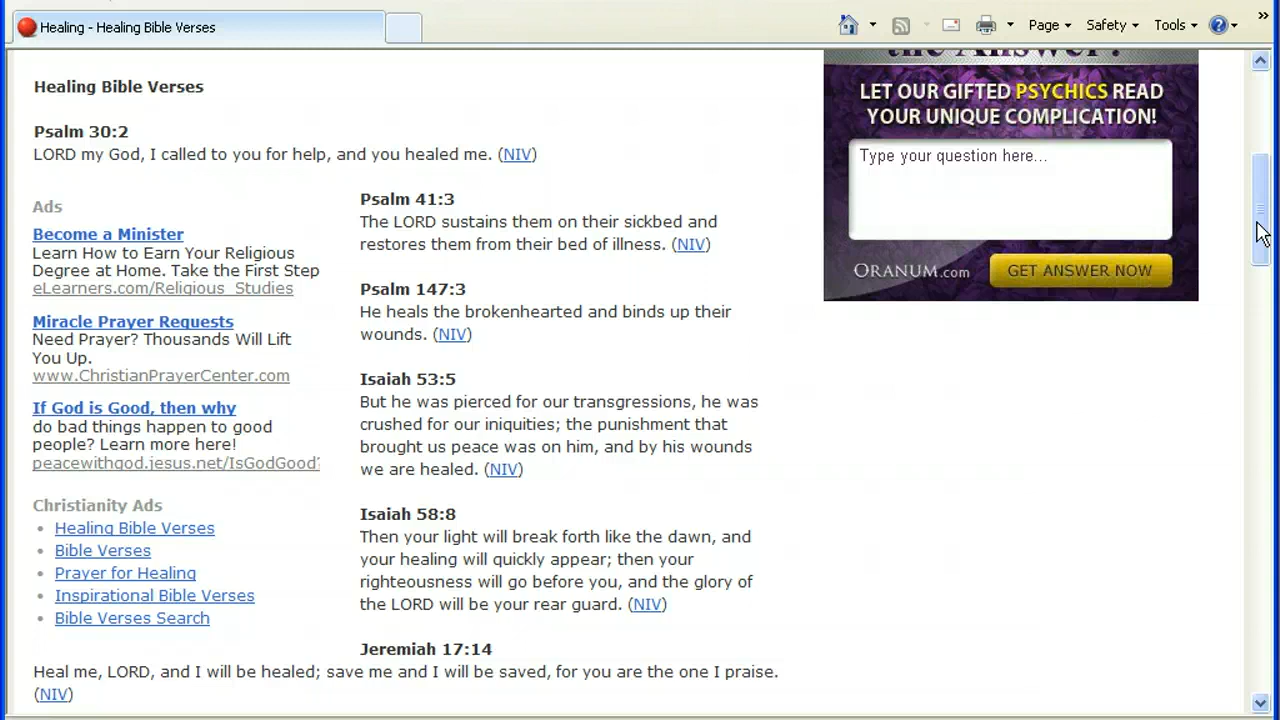 Healing - Healing Bible Verses
Page
Safety
Tools
Healing Bible Verses
Psalm 30:2
LORD my God, I called to you for help, and you healed me. (NIV)
Ads
Become a Minister
Learn How to Earn Your Religious
Degree at Home. Take the First Step
eLearners.com/Religious_Studies
Miracle Prayer Requests
Need Prayer? Thousands Will Lift
You Up.
www.ChristianPrayerCenter.com
If God is Good, then why
do bad things happen to good
people? Learn more here!
peacewithgod.jesus.net/IsGodGood?
Christianity Ads
Healing Bible Verses
Bible Verses
Prayer for Healing
Inspirational Bible Verses
Bible Verses Search
Psalm 41:3
The LORD sustains them on their sickbed and
restores them from their bed of illness. (NIV)
Psalm 147:3
He heals the brokenhearted and binds up their
wounds. (NIV)
Isaiah 53:5
But he was pierced for our transgressions, he was
crushed for our iniquities; the punishment that
brought us peace was on him, and by his wounds
we are healed. (NIV)
Isaiah 58:8
Then your light will break forth like the dawn, and
your healing will quickly appear; then your
righteousness will go before you, and the glory of
the LORD will be your rear guard. (NIV)
Jeremiah 17:14
Heal me, LORD, and I will be healed; save me and I will be saved, for you are the one I praise.
(NIV)
the Answer?
LET OUR GIFTED PSYCHICS READ
YOUR UNIQUE COMPLICATION!
Type your question here...
ORANUM.com
GET ANSWER NOW